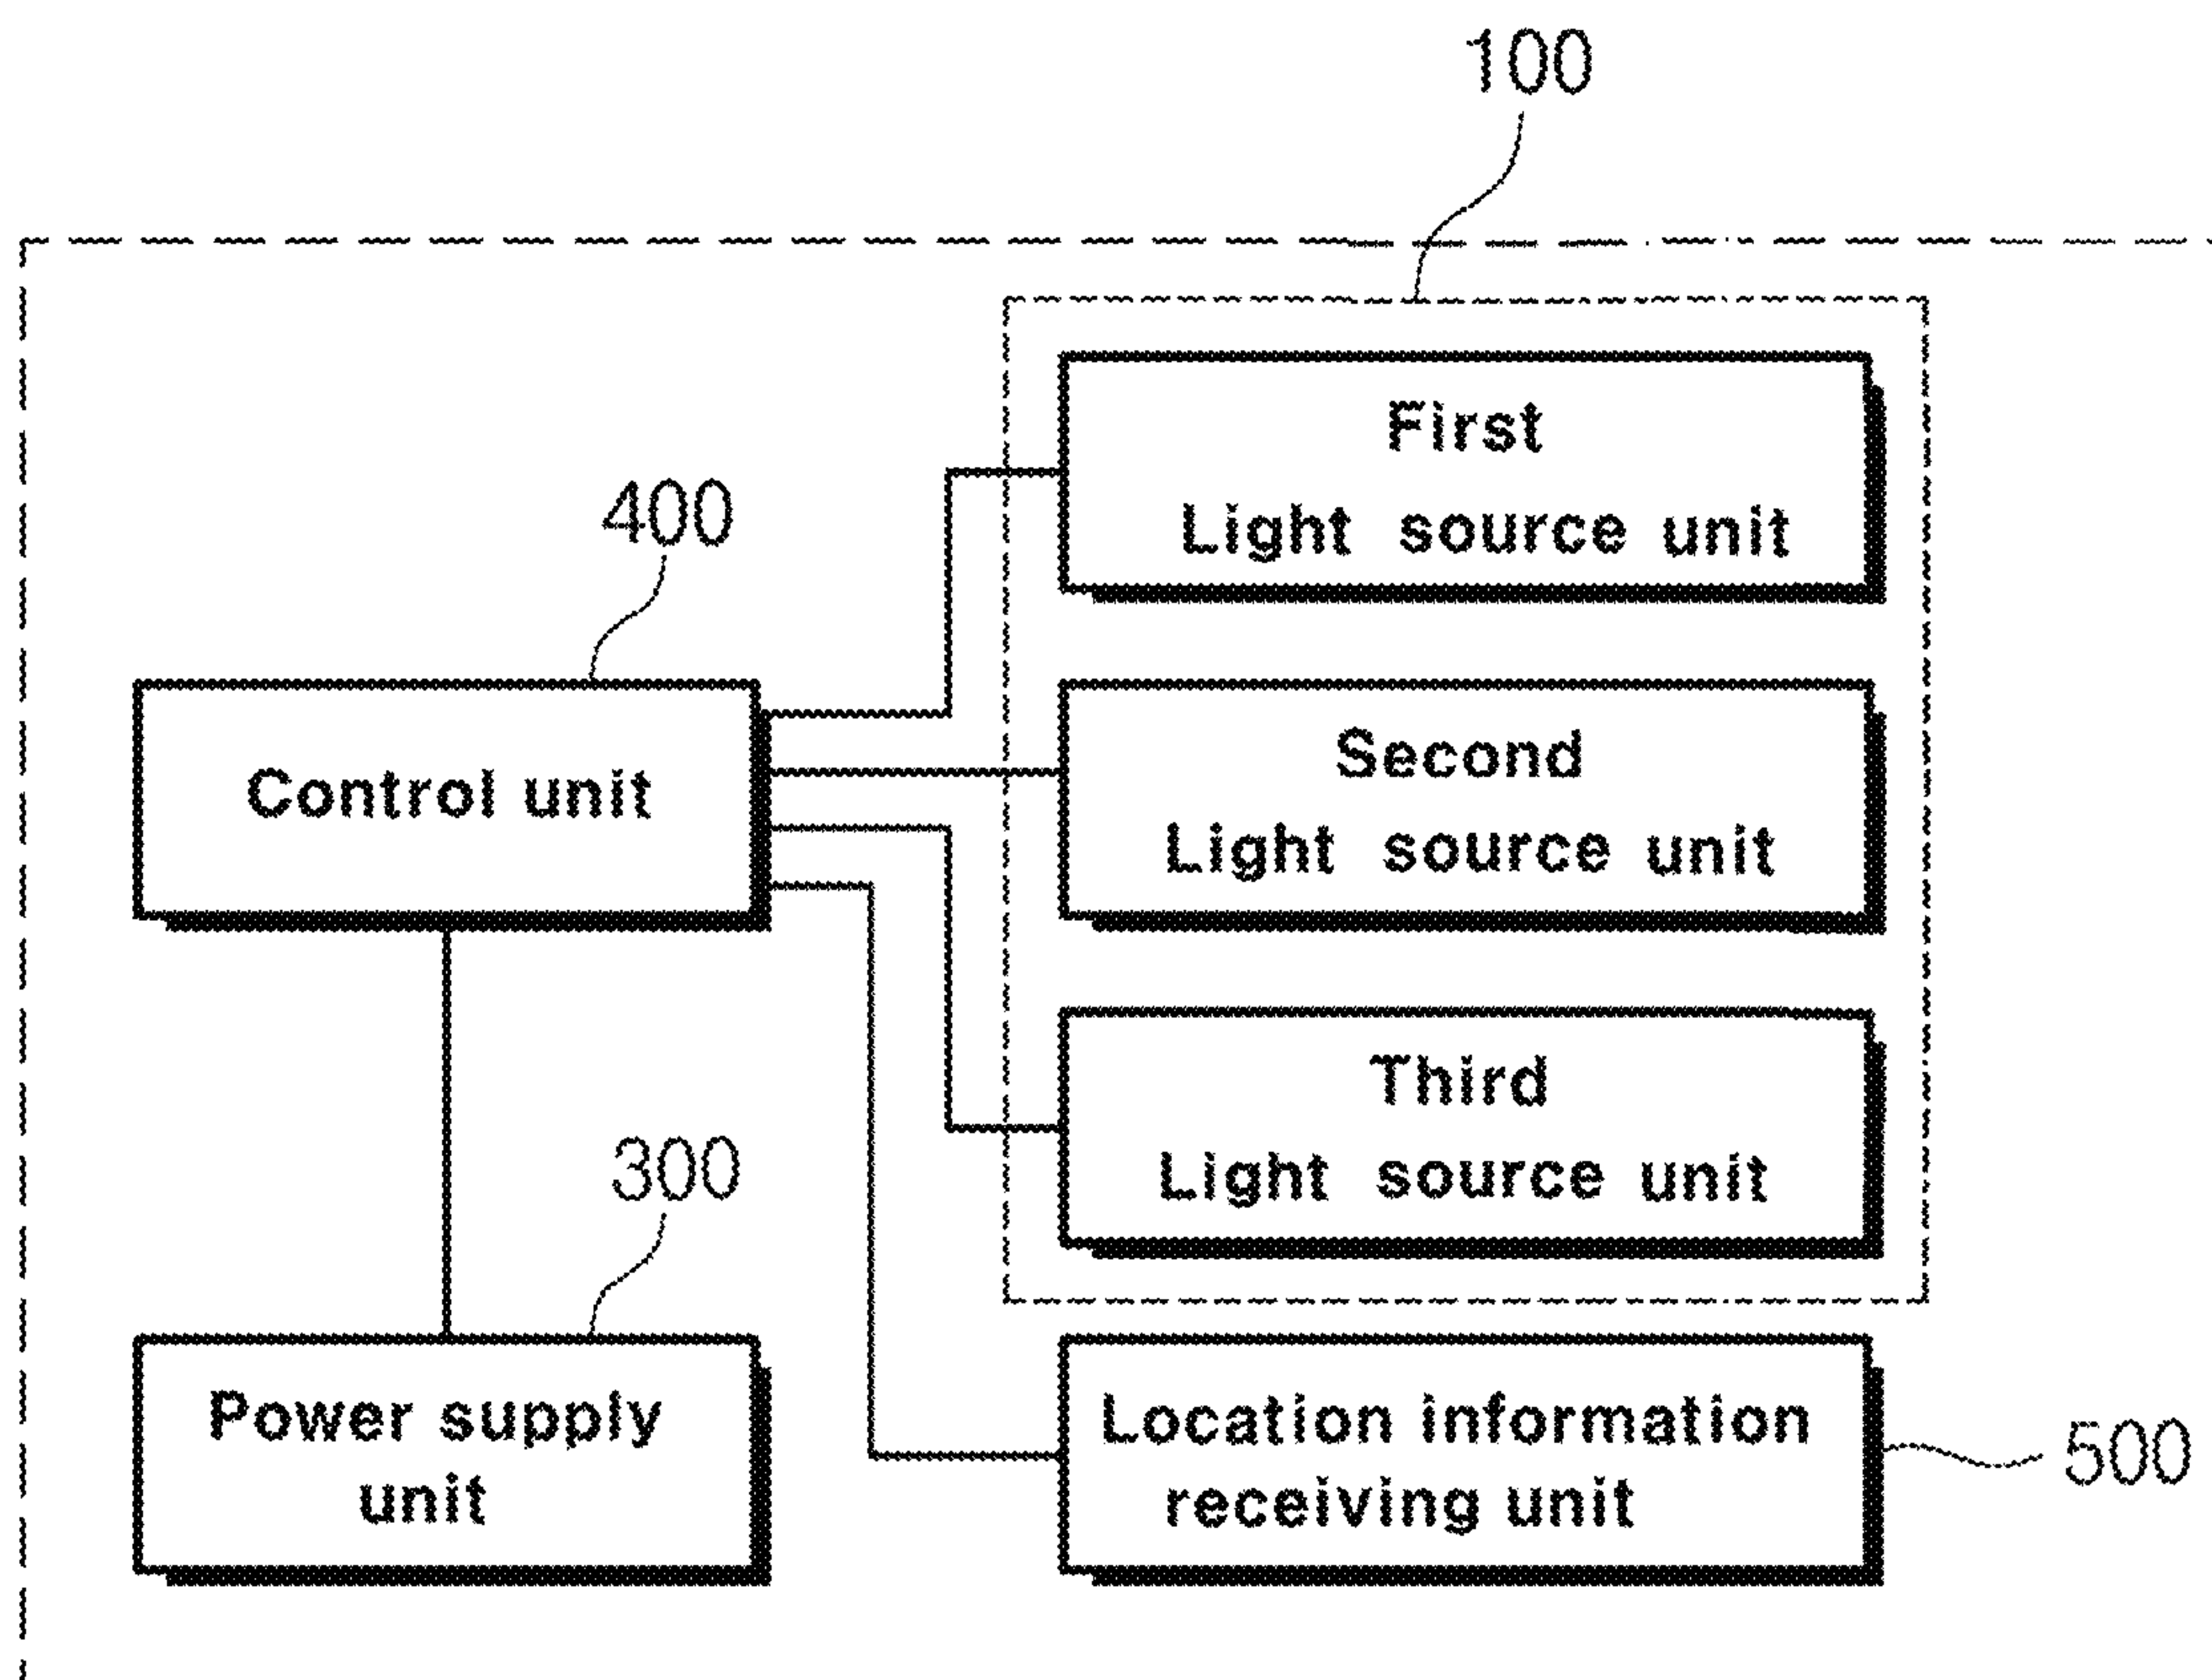 100
First
Light source unit
400
Second
Light source unit
Control unit
Third
Light source unit
300
Power supply
unit
Location information
receiving unit
500